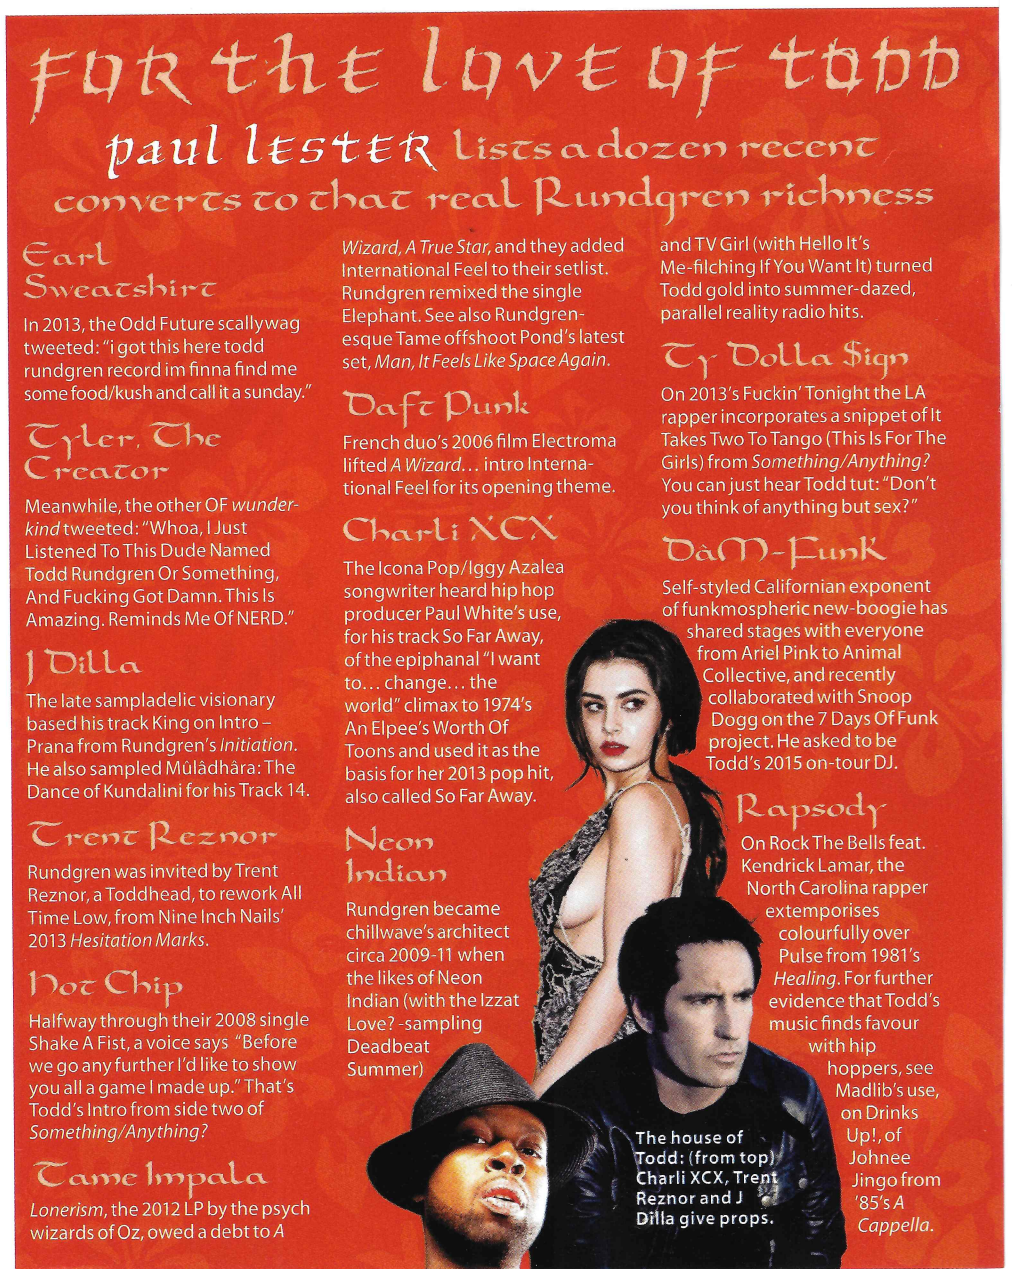 For the Love of Todd
Paul Lester lists a dozen recent
converts to that real Rundgren richness
Earl
Sweatshirt
In 2013, the Odd Future scallywag
tweeted: “i got this here todd
rundgren record im finna find me
some food/kush and call it a sunday.”
Tyler, The
Creator
Meanwhile, the other OF wunder-
kind tweeted: “Whoa, I Just
Listened To This Dude Named
Todd Rundgren Or Something,
And Fucking Got Damn. This Is
Amazing. Reminds Me Of NERD.”
J Dilla
The late sampladelic visionary
based his track King on Intro –
Prana from Rundgren’s Initiation.
He also sampled Mûlâdhâra: The
Dance of Kundalini for his Track 14.
Trent Reznor
Rundgren was invited by Trent
Reznor, a Toddhead, to rework All
Time Low, from Nine Inch Nails’
2013 Hesitation Marks.
Hot Chip
Halfway through their 2008 single
Shake A Fist, a voice says “Before
we go any further I’d like to show
you all a game I made up.” That’s
Todd’s Intro from side two of
Something/Anything?
Tame Impala
Lonerism, the 2012 LP by the psych
wizards of Oz, owed a debt to A
Wizard, A True Star, and they added
International Feel to their setlist.
Rundgren remixed the single
Elephant. See also Rundgren-
esque Tame offshoot Pond’s latest
set, Man, It Feels Like Space Again.
Daft Punk
French duo’s 2006 film Electroma
lifted A Wizard… intro Interna-
tional Feel for its opening theme.
Charli XCX
The Icona Pop/Iggy Azalea
songwriter heard hip hop
producer Paul White’s use,
for his track So Far Away,
of the epiphanal “I want
to… change… the
world” climax to 1974’s
An Elpee’s Worth Of
Toons and used it as the
basis for her 2013 pop hit,
also called So Far Away.
Neon
Indian
Rundgren became
chillwave’s architect
circa 2009-11 when
the likes of Neon
Indian (with the Izzat
Love? -sampling
Deadbeat
Summer)
and TV Girl (with Hello It’s
Me-filching If You Want It) turned
Todd gold into summer-dazed,
parallel reality radio hits.
Ty Dolla $ign
On 2013’s Fuckin’ Tonight the LA
rapper incorporates a snippet of It
Takes Two To Tango (This Is For The
Girls) from Something/Anything?
You can just hear Todd tut: “Don’t
you think of anything but sex?”
DàM-FunK
Self-styled Californian exponent
of funkmospheric new-boogie has
shared stages with everyone
from Ariel Pink to Animal
Collective, and recently
collaborated with Snoop
Dogg on the 7 Days Of Funk
project. He asked to be
Todd’s 2015 on-tour DJ.
Rapsody
On Rock The Bells feat.
Kendrick Lamar, the
North Carolina rapper
extemporises
colourfully over
Pulse from 1981’s
Healing. For further
evidence that Todd’s
music finds favour
with hip
hoppers, see
Madlib’s use,
on Drinks
Up!, of
Johnee
Jingo from
’85’s A
Cappella.
The house of
Todd: (from top)
Charli XCX, Trent
Reznor and J
Dilla give props.